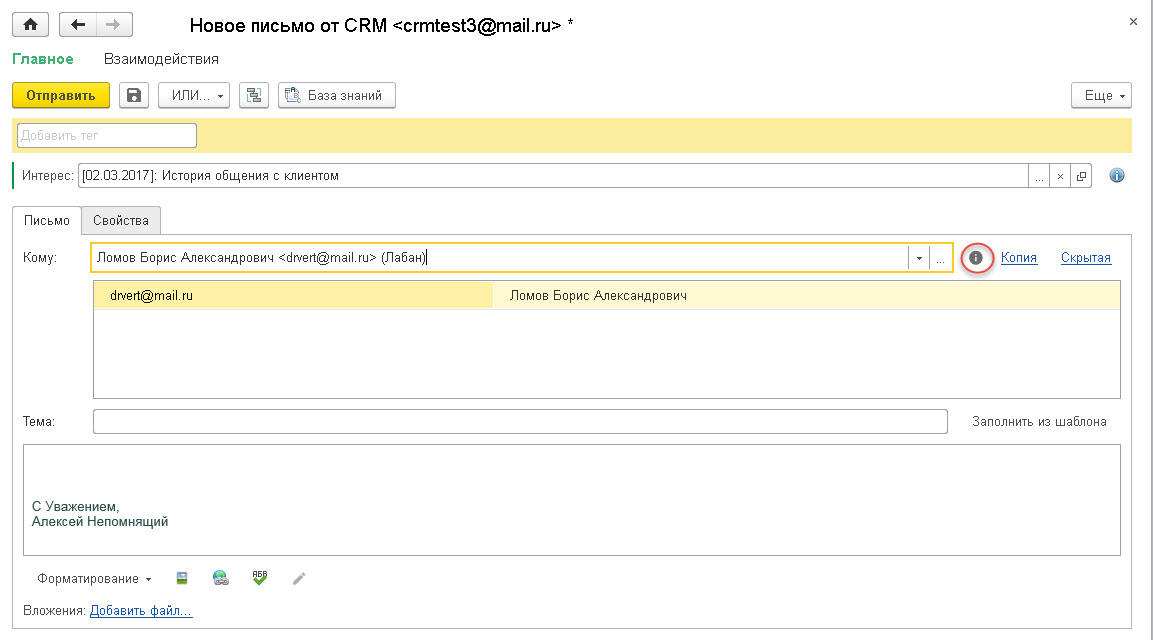 Новое письмо от CRM <crmtest3@mail.ru> *
Главное Взаимодействия
Отправить ИЛИ... База знаний Еще
Добавить тег
Интерес: [02.03.2017]: История общения с клиентом ...
Письмо Свойства
Кому: Ломов Борис Александрович <drvert@mail.ru> (Лабан) ... Копия Скрытая
drvert@mail.ru Ломов Борис Александрович
Тема: Заполнить из шаблона
С Уважением,
Алексей Непомнящий
Форматирование АБВ
Вложения: Добавить файл...